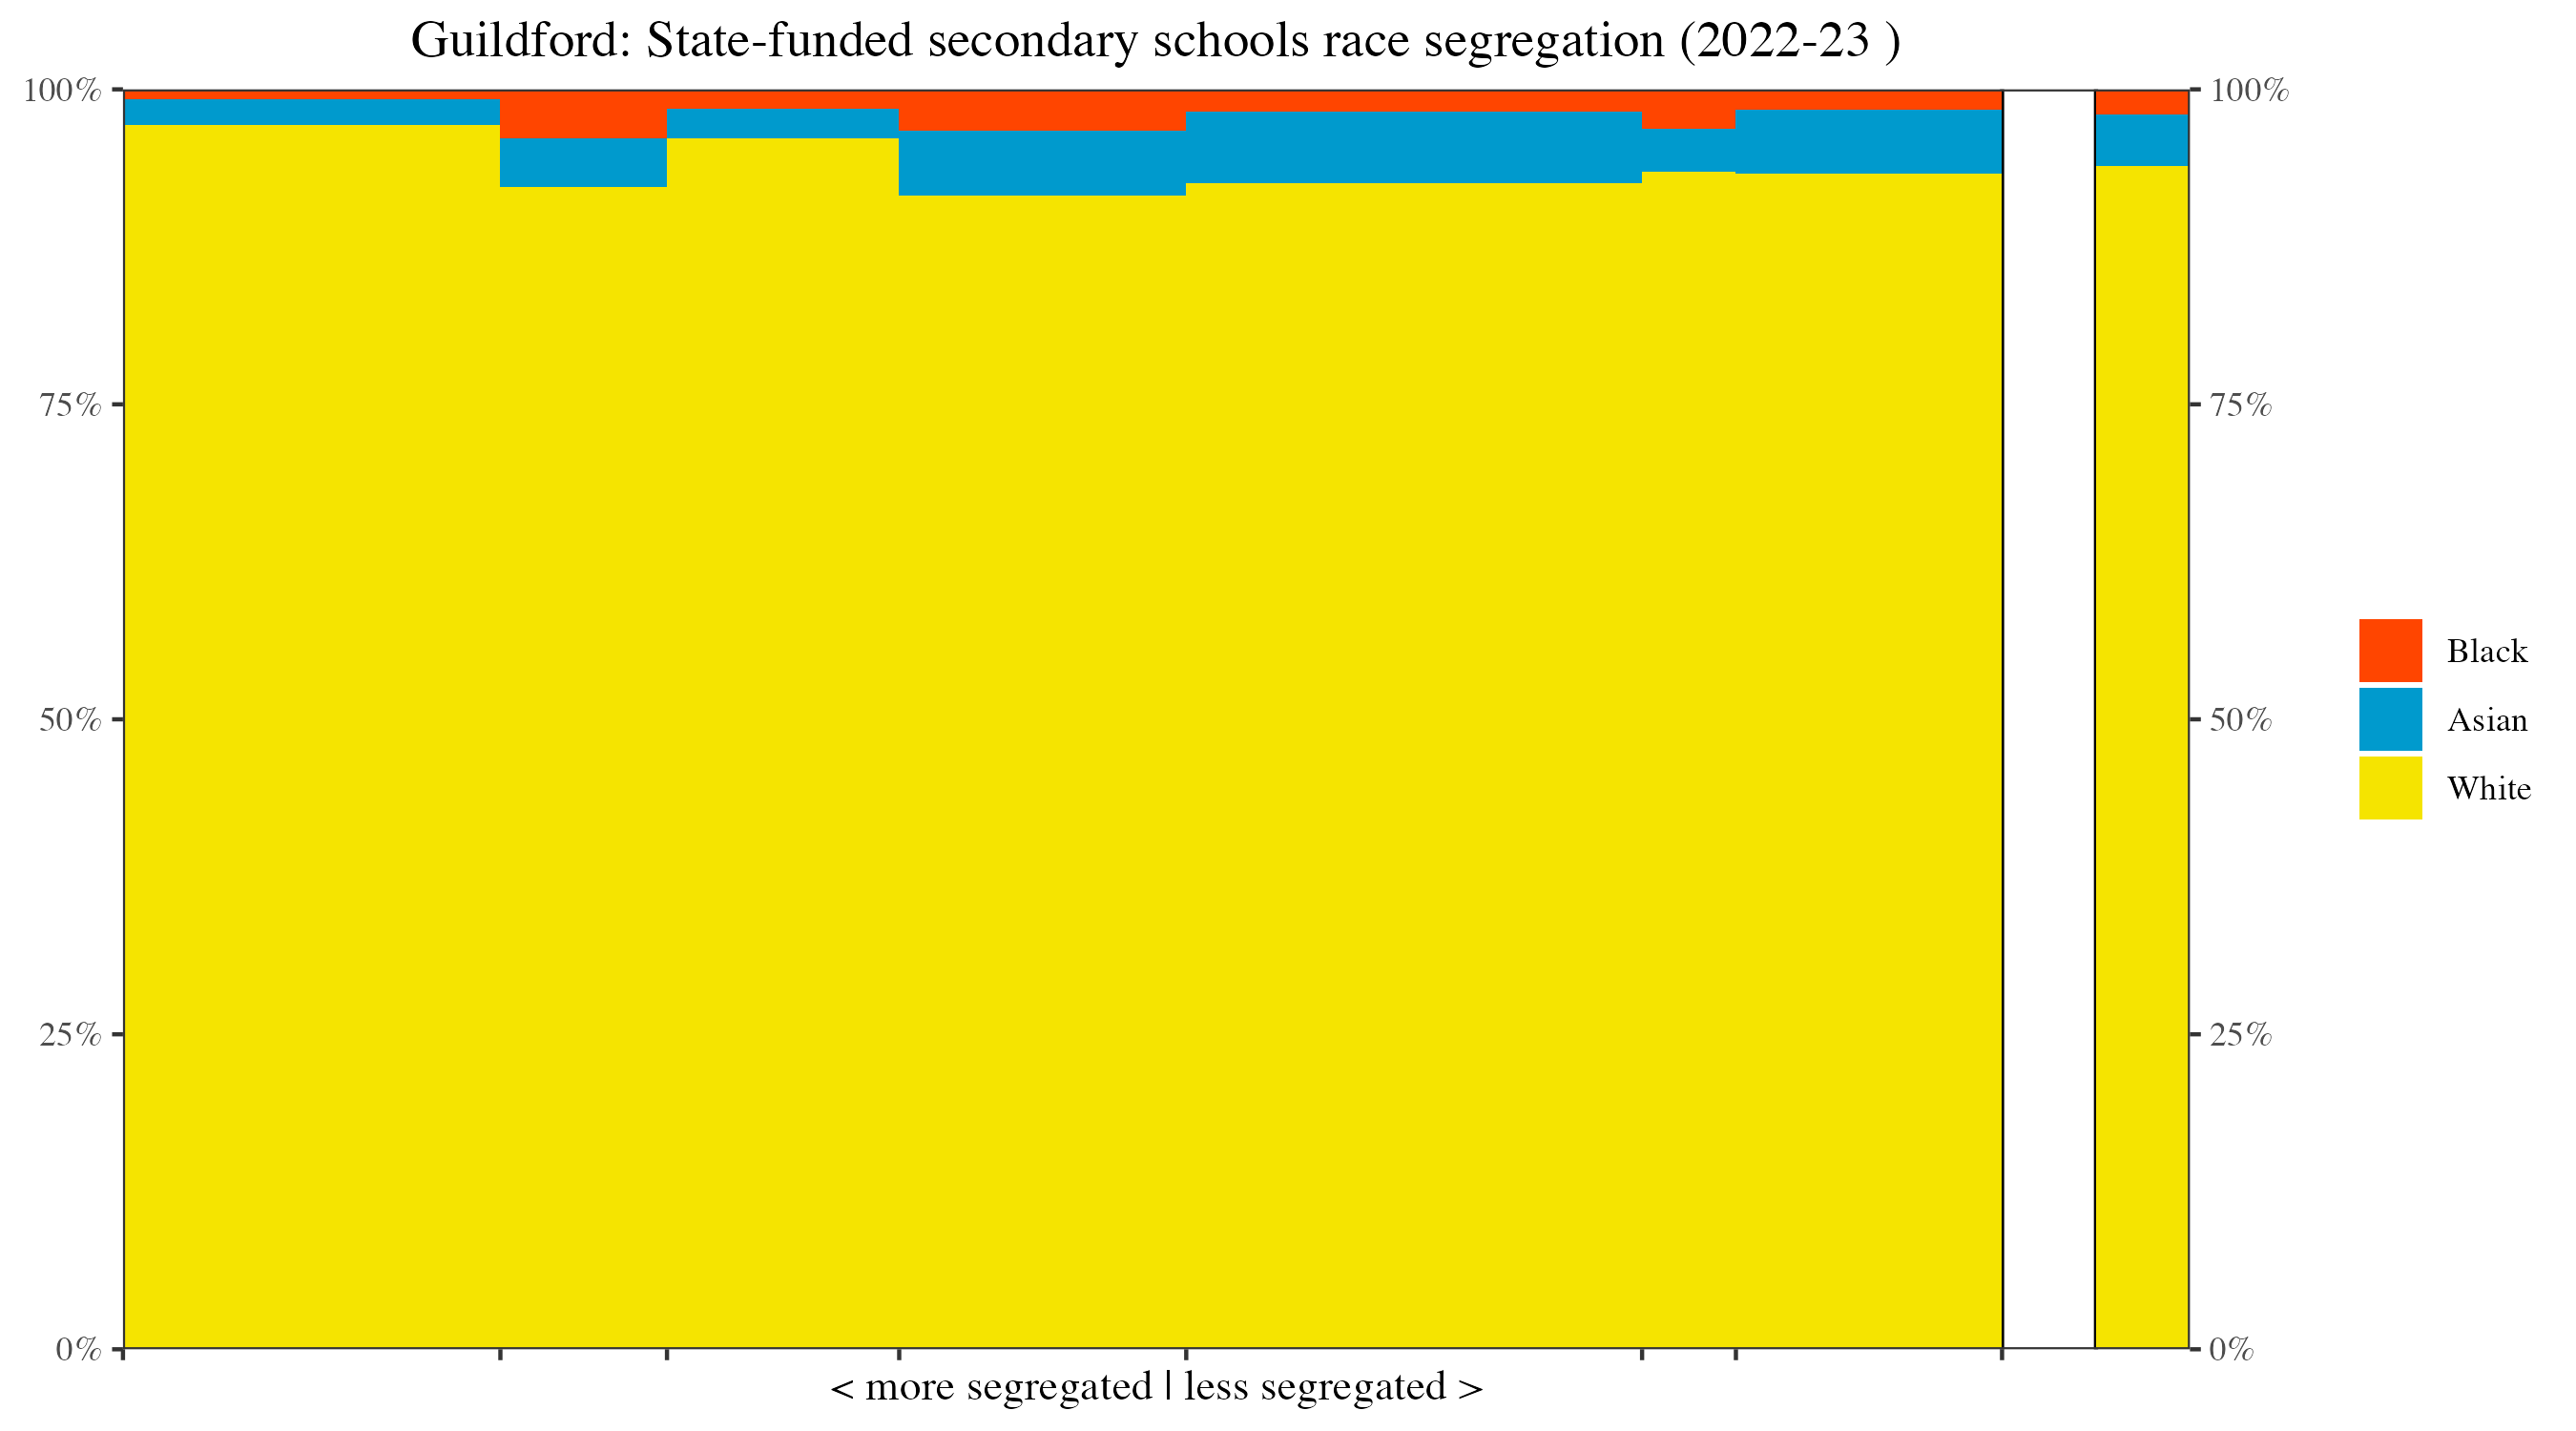 Guildford: State-funded secondary schools race segregation (2022-23 )
100%
75%
50%
25%
0%
100%
75%
50%
25%
0%
Black
Asian
White
< more segregated | less segregated >